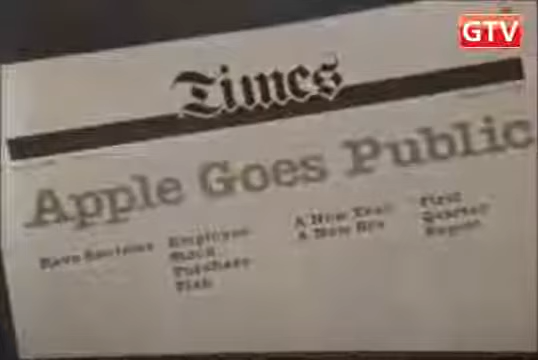 GTV
Times
Apple Goes Public
Employee
Stock
Purchase
Plan
A New Year
A New Era
First
Quarter
Report